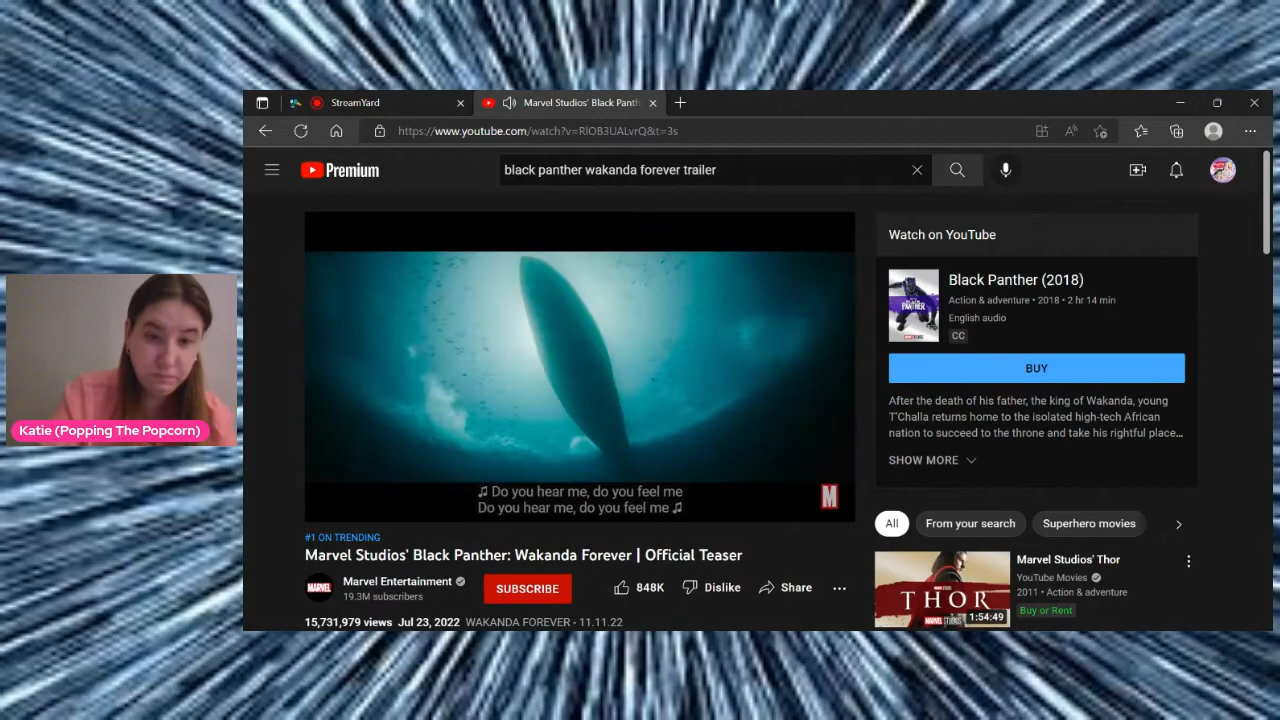 StreamYard
Marvel Studios' Black Panth
https://www.youtube.com/watch?v=RlOB3UALvrQ&t=3s
Premium
black panther wakanda forever trailer
Watch on YouTube
Black Panther (2018)
Action & adventure • 2018 • 2 hr 14 min
English audio
CC
BUY
After the death of his father, the king of Wakanda, young
T'Challa returns home to the isolated high-tech African
nation to succeed to the throne and take his rightful place...
SHOW MORE
Katie (Popping The Popcorn)
♫ Do you hear me, do you feel me
Do you hear me, do you feel me ♫
M
#1 ON TRENDING
Marvel Studios' Black Panther: Wakanda Forever | Official Teaser
MARVEL
Marvel Entertainment
19.3M subscribers
SUBSCRIBE
848K
Dislike
Share
15,731,979 views Jul 23, 2022 WAKANDA FOREVER - 11.11.22
All
From your search
Superhero movies
THOR
MARVEL STUDIOS
1:54:49
Marvel Studios' Thor
YouTube Movies
2011 • Action & adventure
Buy or Rent